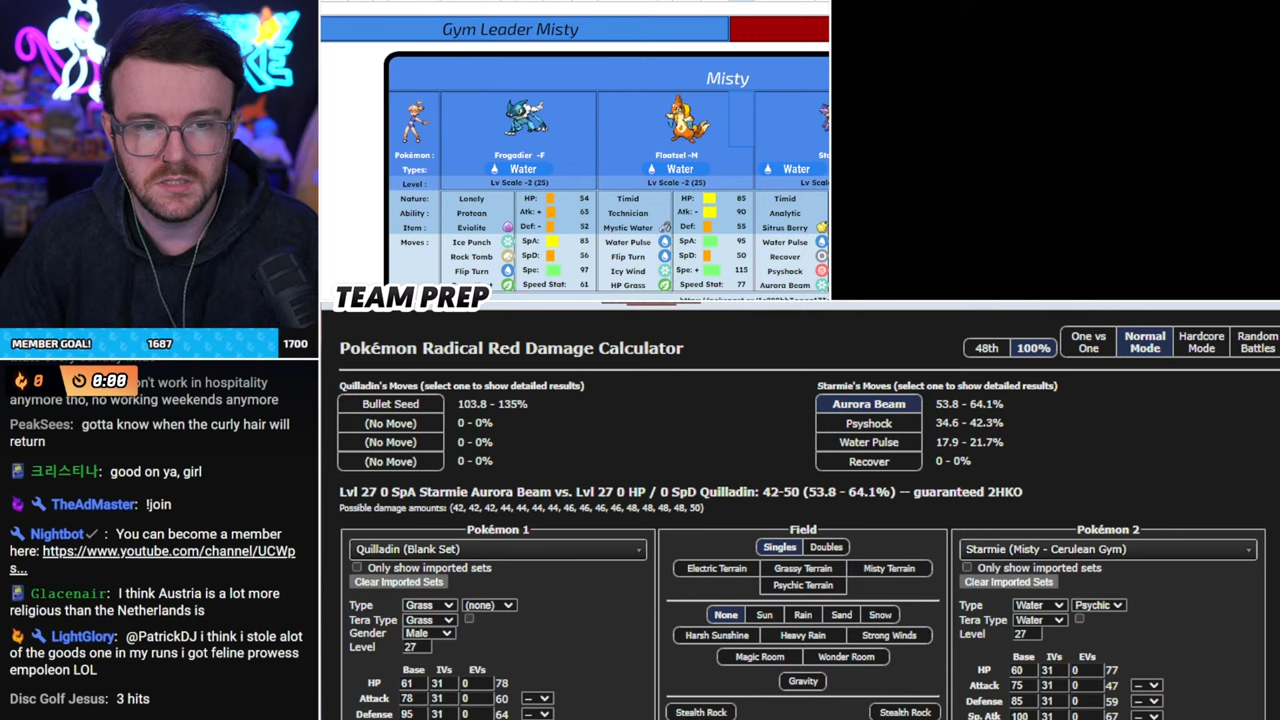 Gym Leader Misty
Misty
Pokémon :
Frogadier -F
Floatzel -M
Types:
Water
Water
Water
Level :
Lv Scale -2 (25)
Lv Scale -2 (25)
Nature:
Lonely
HP:
54
Timid
HP:
85
Timid
Ability :
Protean
Atk: +
63
Technician
Atk: -
90
Analytic
Item :
Eviolite
Def: -
52
Mystic Water
Def:
55
Sitrus Berry
Moves :
Ice Punch
SpA:
83
Water Pulse
SpA:
95
Water Pulse
Rock Tomb
SpD:
56
Flip Turn
SpD:
50
Recover
Flip Turn
Spe:
97
Icy Wind
Spe: +
115
Psyshock
Speed Stat:
61
HP Grass
Speed Stat:
77
Aurora Beam
TEAM PREP
MEMBER GOAL! 1687 1700
0 0:00
n't work in hospitality
anymore tho, no working weekends anymore
PeakSees: gotta know when the curly hair will
return
크리스티나: good on ya, girl
TheAdMaster: !join
Nightbot : You can become a member
here: https://www.youtube.com/channel/UCWp
s...
Glacenair: I think Austria is a lot more
religious than the Netherlands is
LightGlory: @PatrickDJ i think i stole alot
of the goods one in my runs i got feline prowess
empoleon LOL
Disc Golf Jesus: 3 hits
Pokémon Radical Red Damage Calculator
48th 100%
One vs
One
Normal
Mode
Hardcore
Mode
Random
Battles
Quilladin's Moves (select one to show detailed results)
Bullet Seed 103.8 - 135%
(No Move) 0 - 0%
(No Move) 0 - 0%
(No Move) 0 - 0%
Starmie's Moves (select one to show detailed results)
Aurora Beam 53.8 - 64.1%
Psyshock 34.6 - 42.3%
Water Pulse 17.9 - 21.7%
Recover 0 - 0%
Lvl 27 0 SpA Starmie Aurora Beam vs. Lvl 27 0 HP / 0 SpD Quilladin: 42-50 (53.8 - 64.1%) -- guaranteed 2HKO
Possible damage amounts: (42, 42, 42, 44, 44, 44, 44, 46, 46, 46, 46, 48, 48, 48, 48, 50)
Pokémon 1
Quilladin (Blank Set)
Only show imported sets
Clear Imported Sets
Type Grass (none)
Tera Type Grass
Gender Male
Level 27
Base IVs EVs
HP 61 31 0 78
Attack 78 31 0 60 --
Defense 95 31 0 64 --
Field
Singles Doubles
Electric Terrain Grassy Terrain Misty Terrain
Psychic Terrain
None Sun Rain Sand Snow
Harsh Sunshine Heavy Rain Strong Winds
Magic Room Wonder Room
Gravity
Stealth Rock Stealth Rock
Pokémon 2
Starmie (Misty - Cerulean Gym)
Only show imported sets
Clear Imported Sets
Type Water Psychic
Tera Type Water
Level 27
Base IVs EVs
HP 60 31 0 77
Attack 75 31 0 47 --
Defense 85 31 0 59 --
Sp. Atk 100 31 0 67